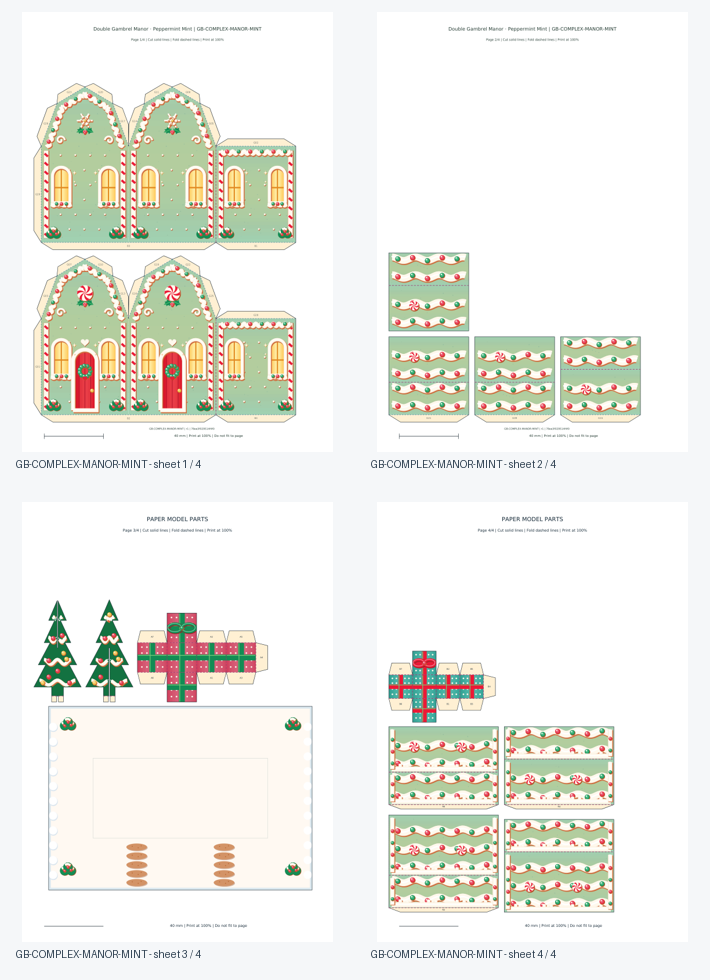 Double Gambrel Manor - Peppermint Mint | GB-COMPLEX-MANOR-MINT
Page 1/4 | Cut solid lines | Fold dashed lines | Print at 100%
40 mm | Print at 100% | Do not fit to page
GB-COMPLEX-MANOR-MINT - sheet 1 / 4
Double Gambrel Manor - Peppermint Mint | GB-COMPLEX-MANOR-MINT
Page 2/4 | Cut solid lines | Fold dashed lines | Print at 100%
40 mm | Print at 100% | Do not fit to page
GB-COMPLEX-MANOR-MINT - sheet 2 / 4
PAPER MODEL PARTS
Page 3/4 | Cut solid lines | Fold dashed lines | Print at 100%
40 mm | Print at 100% | Do not fit to page
GB-COMPLEX-MANOR-MINT - sheet 3 / 4
PAPER MODEL PARTS
Page 4/4 | Cut solid lines | Fold dashed lines | Print at 100%
40 mm | Print at 100% | Do not fit to page
GB-COMPLEX-MANOR-MINT - sheet 4 / 4